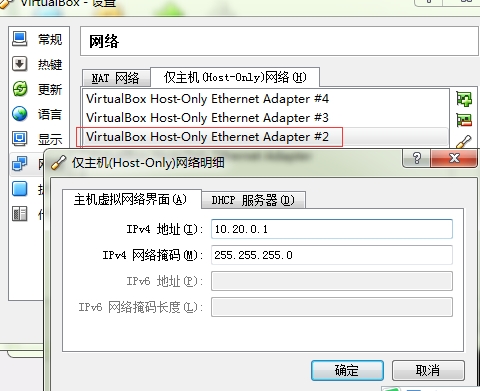 VirtualBox - 设置
常规
热键
更新
语言
显示
网络
NAT 网络 仅主机(Host-Only)网络(H)
VirtualBox Host-Only Ethernet Adapter #4
VirtualBox Host-Only Ethernet Adapter #3
VirtualBox Host-Only Ethernet Adapter #2
仅主机(Host-Only)网络明细
主机虚拟网络界面(A) DHCP 服务器(D)
IPv4 地址(I): 10.20.0.1
IPv4 网络掩码(M): 255.255.255.0
IPv6 地址(P):
IPv6 网络掩码长度(L):
确定 取消